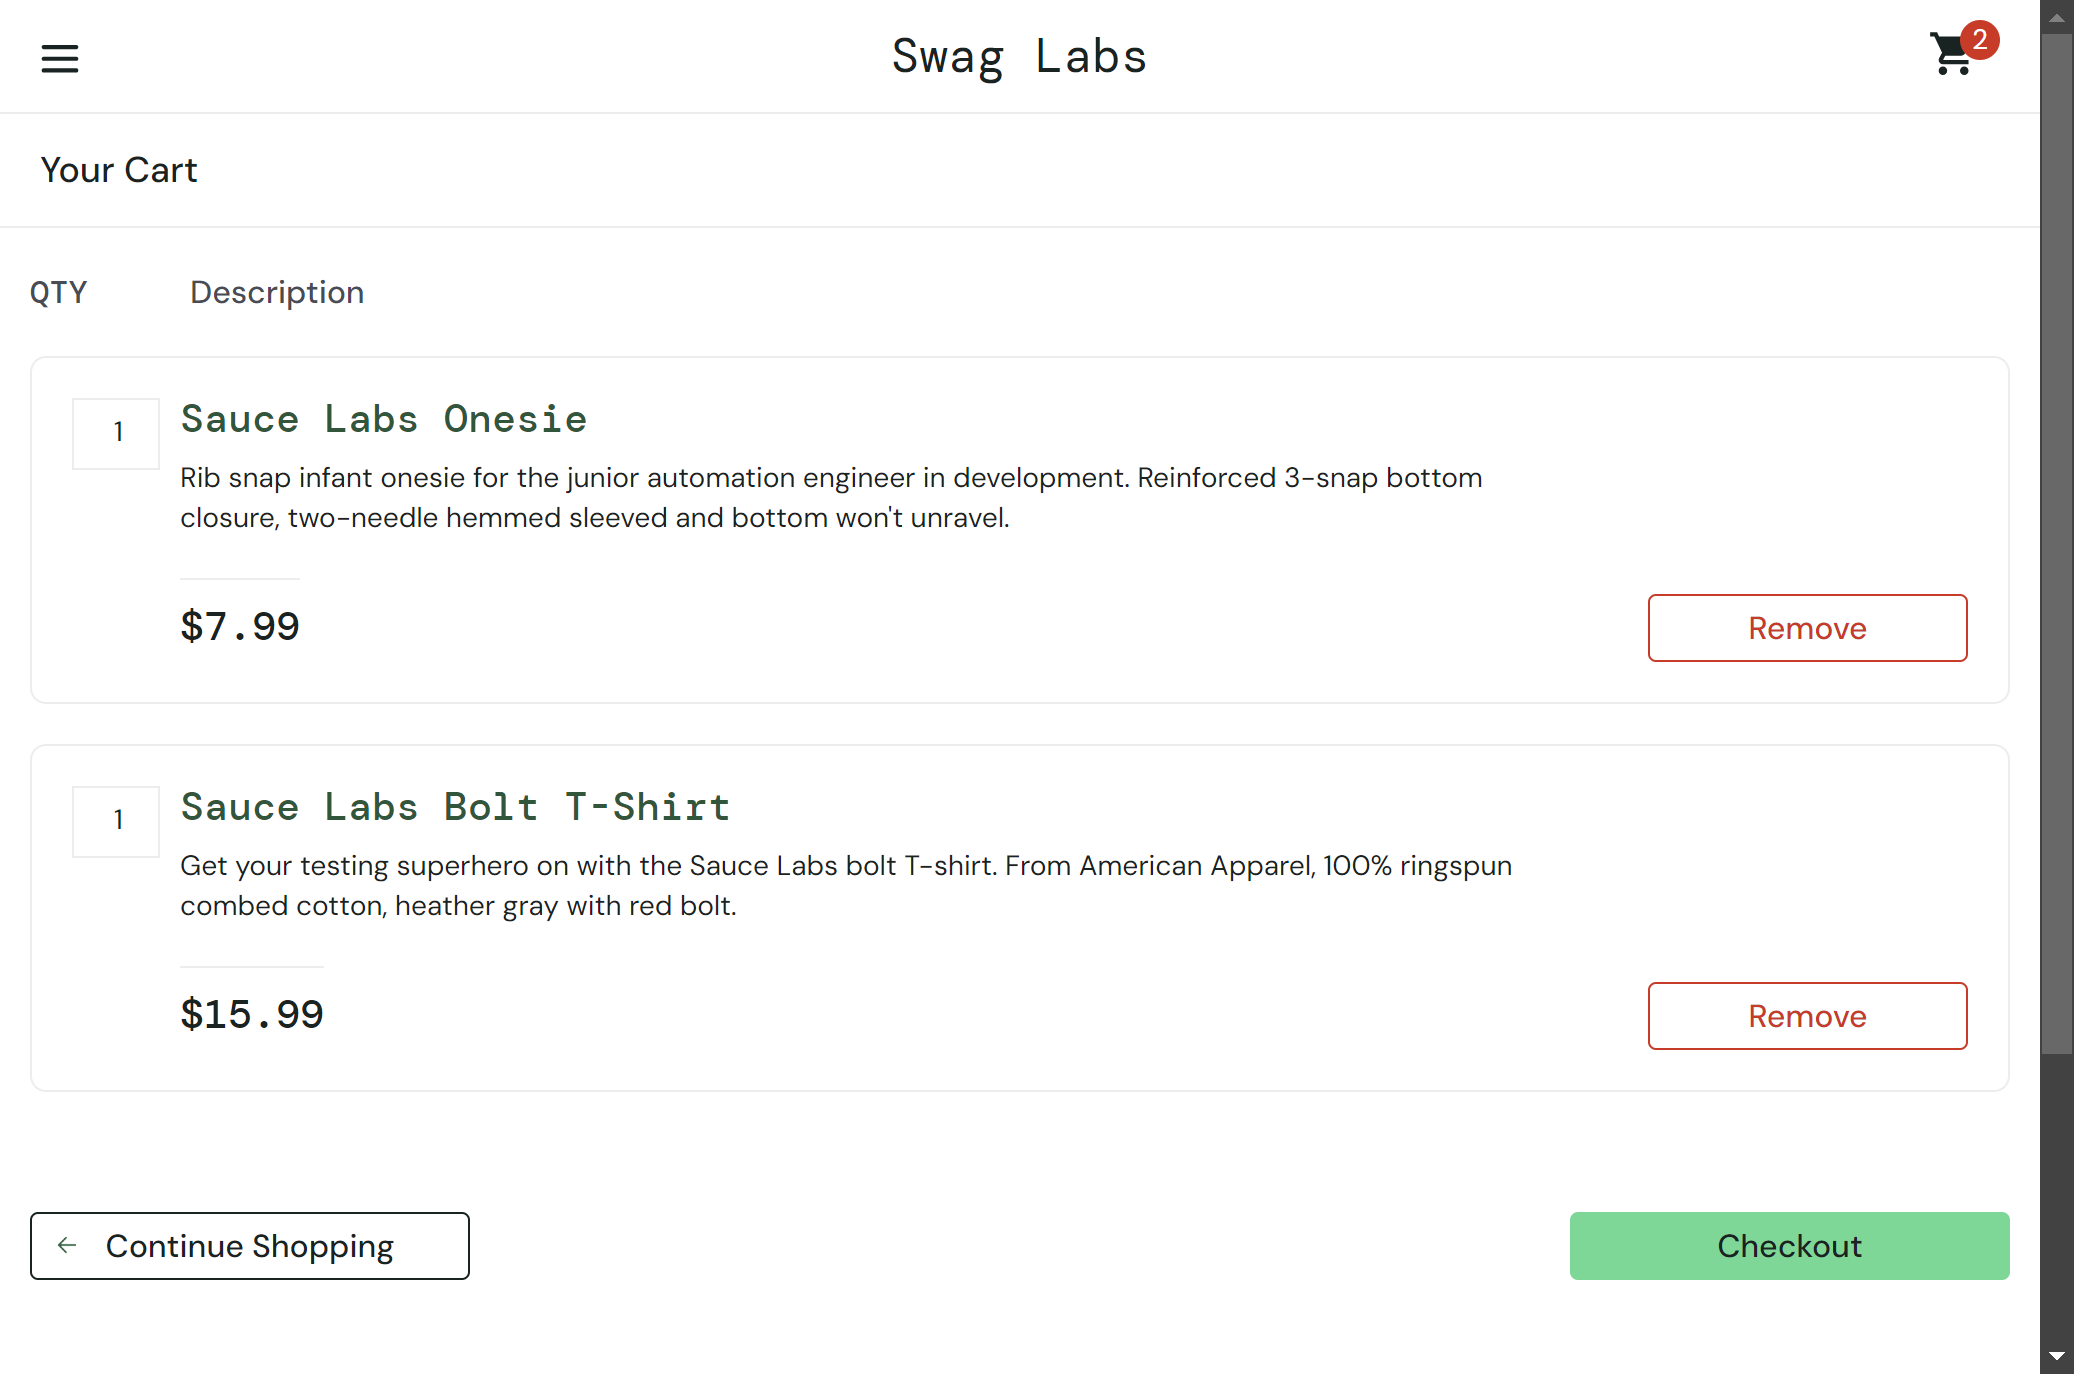 Swag Labs
2
Your Cart
QTY Description
1
Sauce Labs Onesie
Rib snap infant onesie for the junior automation engineer in development. Reinforced 3-snap bottom
closure, two-needle hemmed sleeved and bottom won't unravel.
$7.99
Remove
1
Sauce Labs Bolt T-Shirt
Get your testing superhero on with the Sauce Labs bolt T-shirt. From American Apparel, 100% ringspun
combed cotton, heather gray with red bolt.
$15.99
Remove
Continue Shopping
Checkout